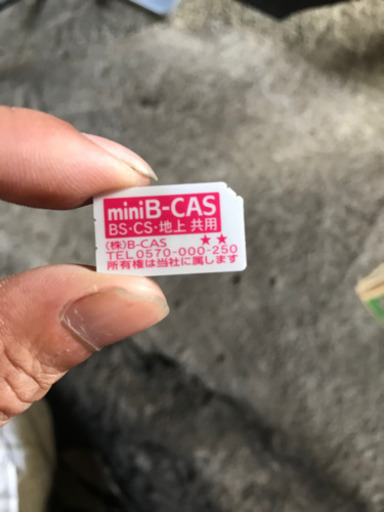 miniB-CAS
BS・CS・地上 共用
(株)B-CAS ★★
TEL 0570-000-250
所有権は当社に属します